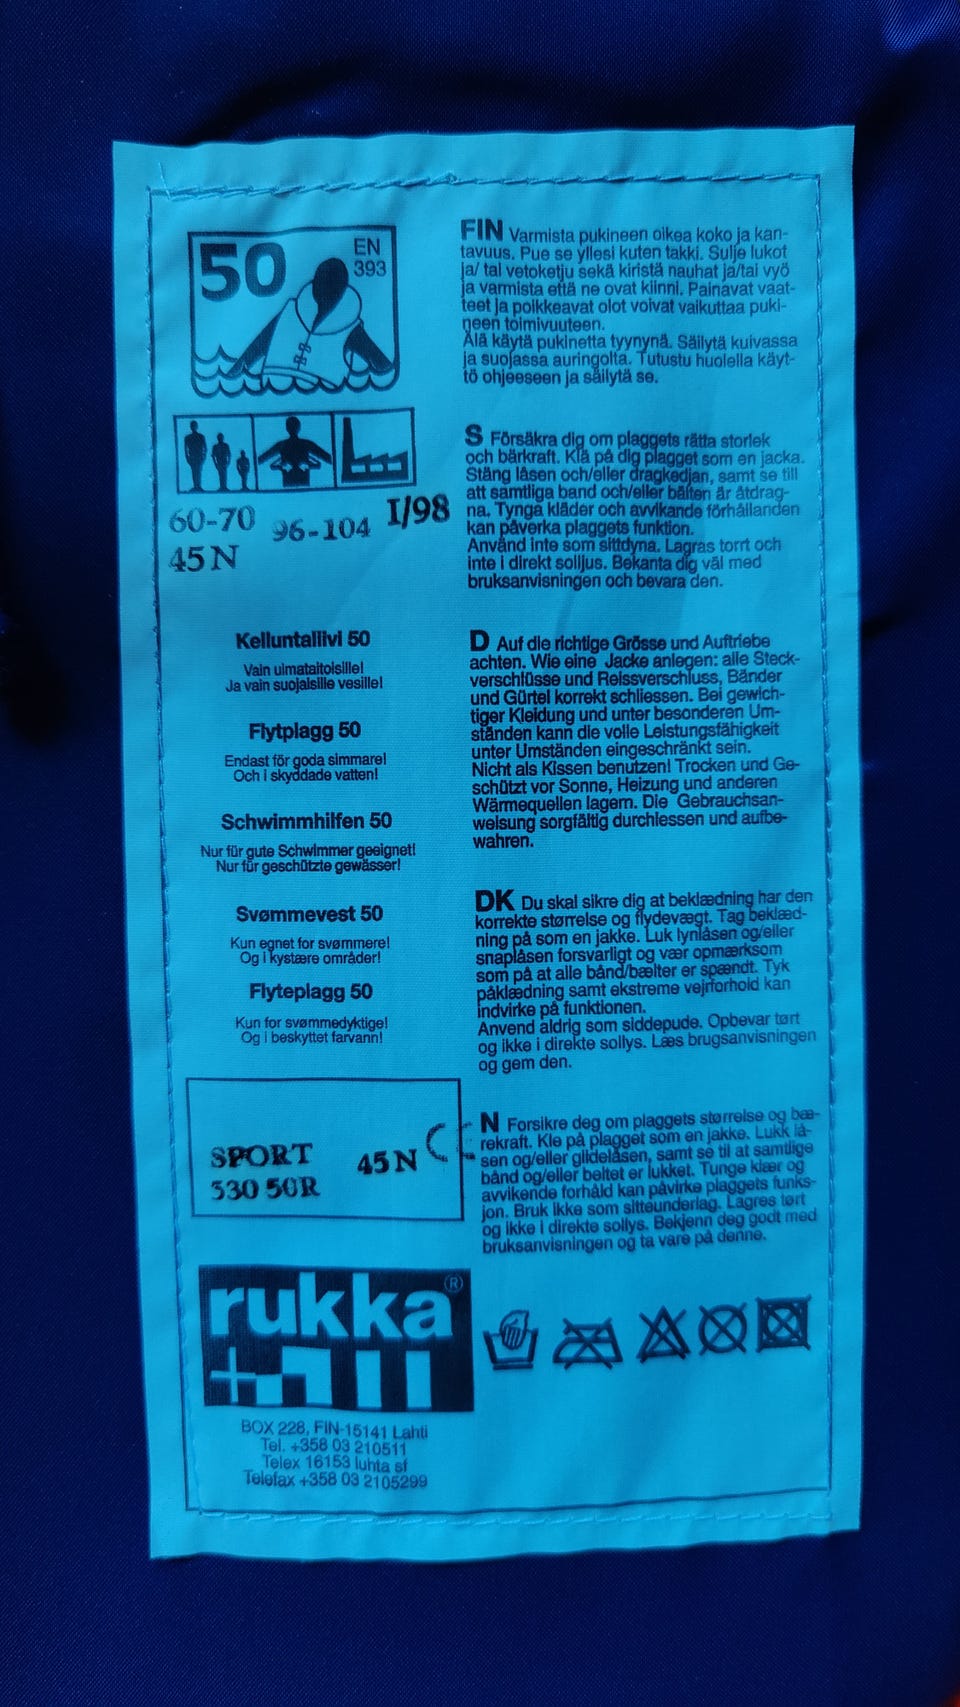 50
EN
393
60-70
96-104
I/98
45 N
Kelluntaliivi 50
Vain uimataitoisille!
Ja vain suojaisille vesille!
Flytplagg 50
Endast för goda simmare!
Och i skyddade vatten!
Schwimmhilfen 50
Nur für gute Schwimmer geeignet!
Nur für geschützte gewässer!
Svømmevest 50
Kun egnet for svømmere!
Og i kystære områder!
Flyteplagg 50
Kun for svømmedyktige!
Og i beskyttet farvann!
SPORT
45 N
CE
530 50R
rukka®
BOX 228, FIN-15141 Lahti
Tel. +358 03 210511
Telex 16153 luhta sf
Telefax +358 03 2105299
FIN Varmista pukineen oikea koko ja kan-
tavuus. Pue se yllesi kuten takki. Sulje lukot
ja/ tai vetoketju sekä kiristä nauhat ja/tai vyö
ja varmista että ne ovat kiinni. Painavat vaat-
teet ja poikkeavat olot voivat vaikuttaa puki-
neen toimivuuteen.
Älä käytä pukinetta tyynynä. Säilytä kuivassa
ja suojassa auringolta. Tutustu huolella käyt-
tö ohjeeseen ja säilytä se.
S Försäkra dig om plaggets rätta storlek
och bärkraft. Klä på dig plagget som en jacka.
Stäng låsen och/eller dragkedjan, samt se till
att samtliga band och/eller bälten är åtdrag-
na. Tynga kläder och avvikande förhållanden
kan påverka plaggets funktion.
Använd inte som sittdyna. Lagras torrt och
inte i direkt solljus. Bekanta dig väl med
bruksanvisningen och bevara den.
D Auf die richtige Grösse und Auftriebe
achten. Wie eine Jacke anlegen: alle Steck-
verschlüsse und Reissverschluss, Bänder
und Gürtel korrekt schliessen. Bei gewich-
tiger Kleidung und unter besonderen Um-
ständen kann die volle Leistungsfähigkeit
unter Umständen eingeschränkt sein.
Nicht als Kissen benutzen! Trocken und Ge-
schützt vor Sonne, Heizung und anderen
Wärmequellen lagern. Die Gebrauchsan-
weisung sorgfältig durchlessen und aufbe-
wahren.
DK Du skal sikre dig at beklædning har den
korrekte størrelse og flydevægt. Tag beklæd-
ning på som en jakke. Luk lynlåsen og/eller
snaplåsen forsvarligt og vær opmærksom
som på at alle bånd/bælter er spændt. Tyk
påklædning samt ekstreme vejrforhold kan
indvirke på funktionen.
Anvend aldrig som siddepude. Opbevar tørt
og ikke i direkte sollys. Læs brugsanvisningen
og gem den.
N Forsikre deg om plaggets størrelse og bæ-
rekraft. Kle på plagget som en jakke. Lukk lå-
sen og/eller glidelåsen, samt se til at samtlige
bånd og/eller beltet er lukket. Tunge klær og
avvikende forhåld kan påvirke plaggets funks-
jon. Bruk ikke som sitteunderlag. Lagres tørt
og ikke i direkte sollys. Bekjenn deg godt med
bruksanvisningen og ta vare på denne.